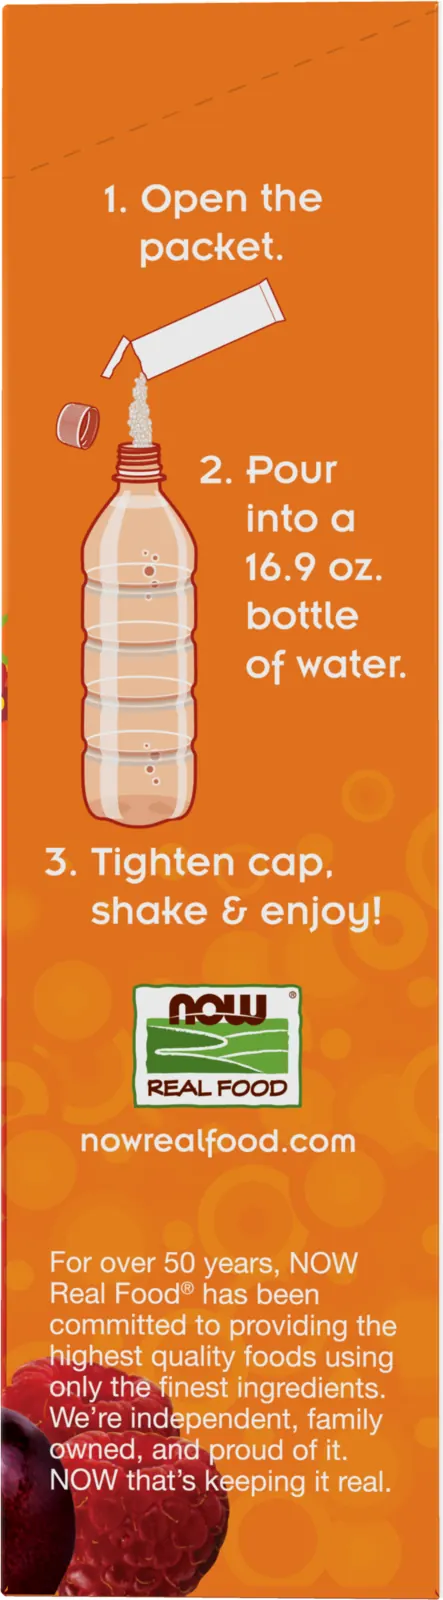 1. Open the
packet.
2. Pour
into a
16.9 oz.
bottle
of water.
3. Tighten cap,
shake & enjoy!
now®
REAL FOOD
nowrealfood.com
For over 50 years, NOW
Real Food® has been
committed to providing the
highest quality foods using
only the finest ingredients.
We're independent, family
owned, and proud of it.
NOW that's keeping it real.